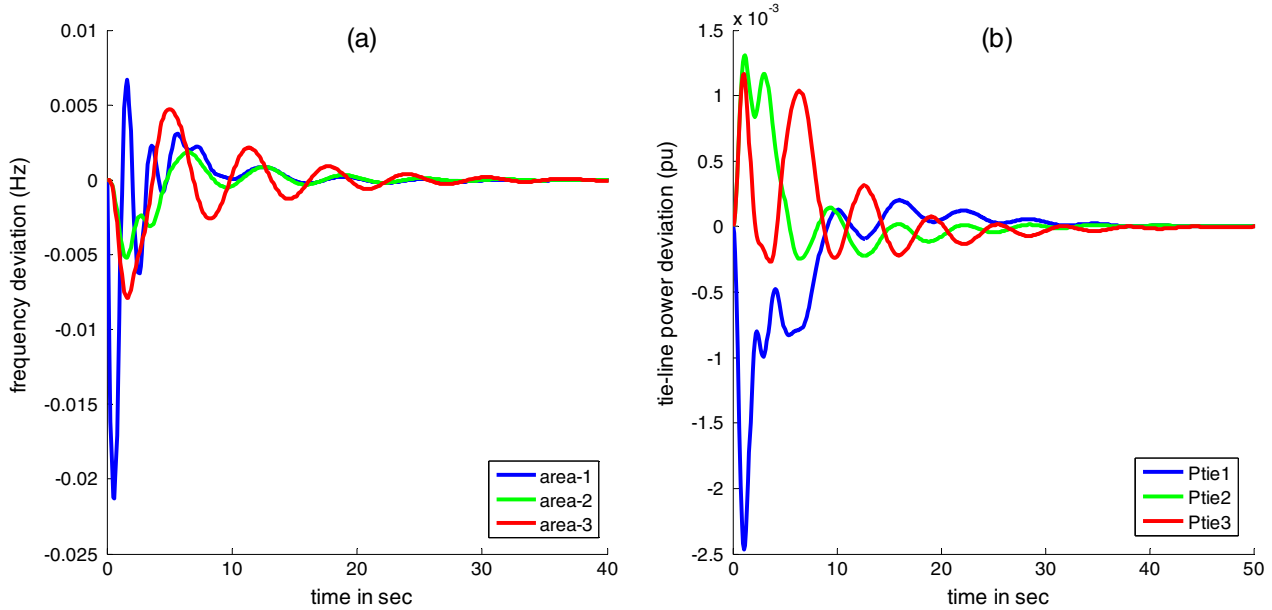 (a)
0.01
0.005
0
-0.005
-0.01
-0.015
-0.02
-0.025
frequency deviation (Hz)
0 10 20 30 40
time in sec
area-1
area-2
area-3
(b)
x 10-3
1.5
1
0.5
0
-0.5
-1
-1.5
-2
-2.5
tie-line power deviation (pu)
0 10 20 30 40 50
time in sec
Ptie1
Ptie2
Ptie3